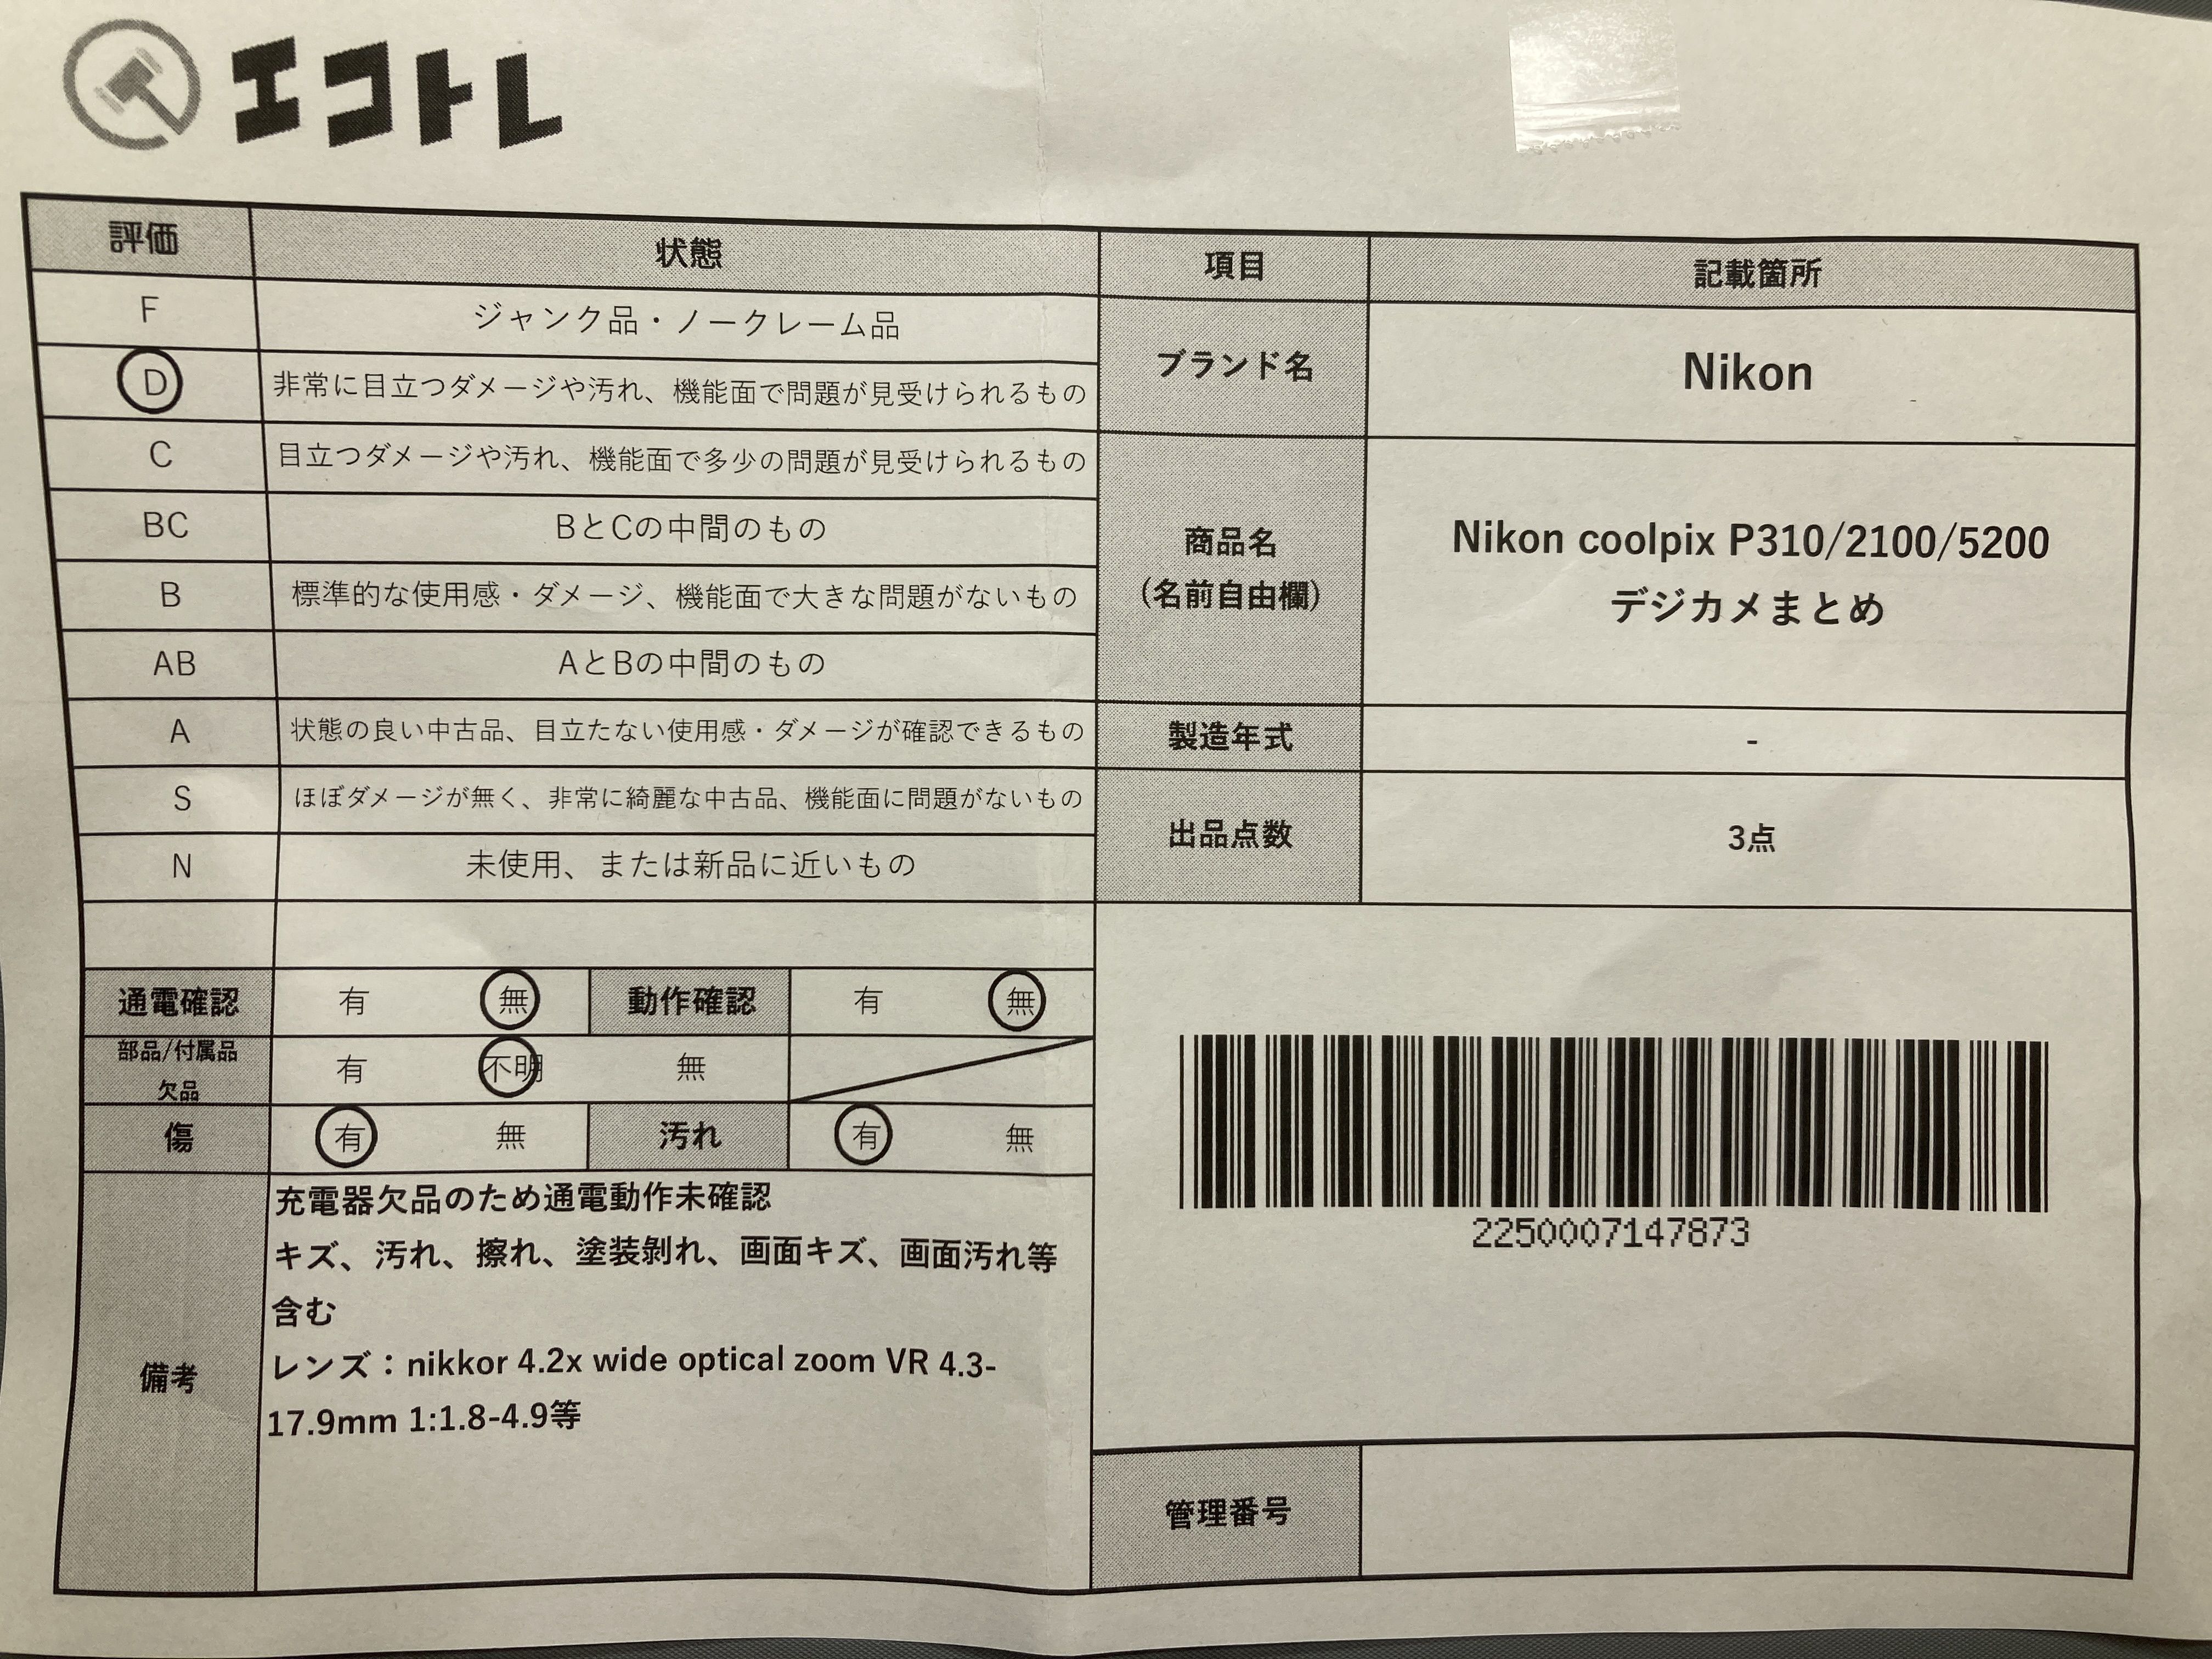 エコトレ
評価 状態
F ジャンク品・ノークレーム品
D 非常に目立つダメージや汚れ、機能面で問題が見受けられるもの
C 目立つダメージや汚れ、機能面で多少の問題が見受けられるもの
BC BとCの中間のもの
B 標準的な使用感・ダメージ、機能面で大きな問題がないもの
AB AとBの中間のもの
A 状態の良い中古品、目立たない使用感・ダメージが確認できるもの
S ほぼダメージが無く、非常に綺麗な中古品、機能面に問題がないもの
N 未使用、または新品に近いもの
通電確認 有 無 動作確認 有 無
部品/付属品
欠品
有 不明 無
傷 有 無 汚れ 有 無
備考
充電器欠品のため通電動作未確認
キズ、汚れ、擦れ、塗装剝れ、画面キズ、画面汚れ等
含む
レンズ：nikkor 4.2x wide optical zoom VR 4.3-
17.9mm 1:1.8-4.9等
項目 記載箇所
ブランド名 Nikon
商品名
(名前自由欄)
Nikon coolpix P310/2100/5200
デジカメまとめ
製造年式 -
出品点数 3点
2250007147873
管理番号